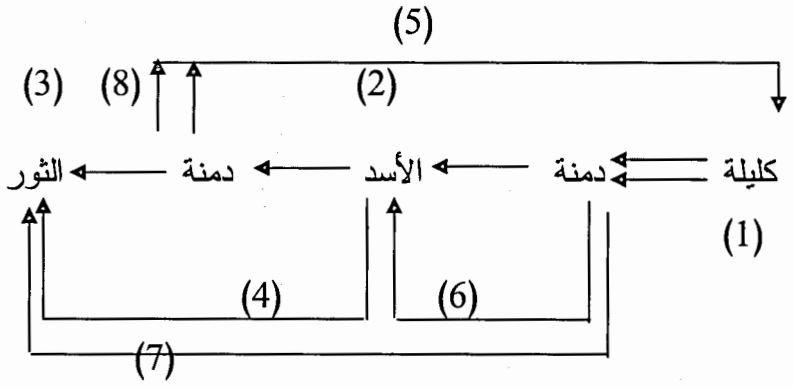 (5)
(3) (8) (2)
كليلة دمنة الأسد دمنة الثور
(1)
(4) (6)
(7)